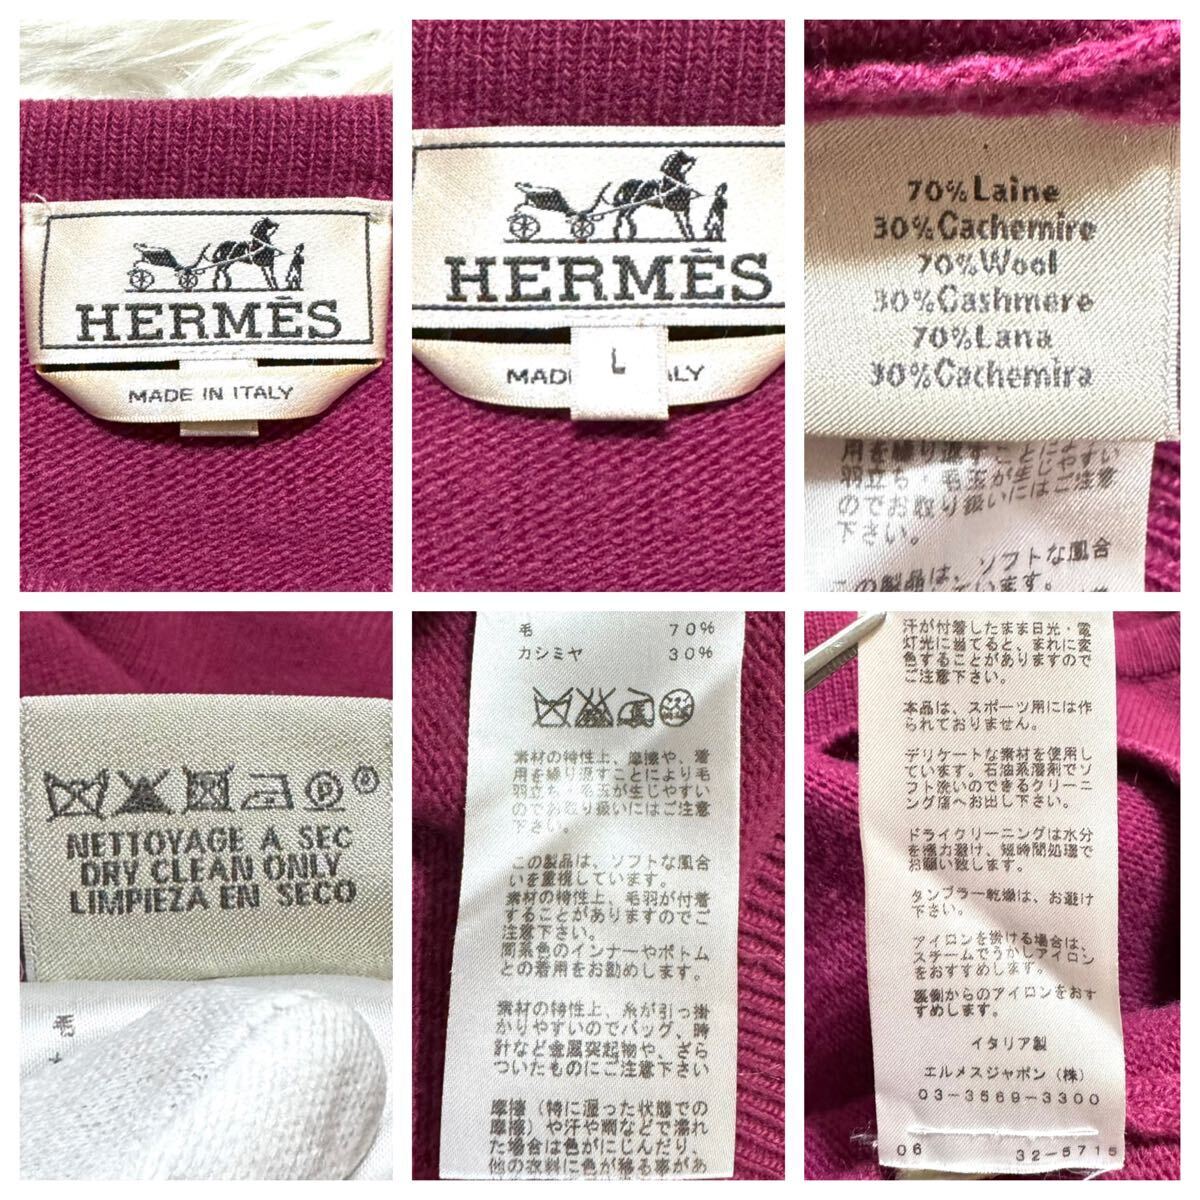 HERMÈS
MADE IN ITALY
HERMÈS
L
70%Laine
30%Cachemire
70%Wool
30%Cashmere
70%Lana
30%Cachemira
用を繰り返すことによ
羽立ち・毛玉が生じやすい
のでお取り扱いにはご注意
下さい。
この製品は、ソフトな風合
NETTOYAGE A SEC
DRY CLEAN ONLY
LIMPIEZA EN SECO
毛
毛 70%
カシミヤ 30%
素材の特性上、摩擦や、着
用を繰り返すことにより毛
羽立ち・毛玉が生じやすい
のでお取り扱いにはご注意
下さい。
この製品は、ソフトな風合
いを重視しています。
素材の特性上、毛羽が付着
することがありますのでご
注意下さい。
同系色のインナーやボトム
との着用をお勧めします。
素材の特性上、糸が引っ掛
かりやすいのでバッグ、時
計など金属突起物や、ざら
ついたものにご注意下さい
摩擦（特に湿った状態での
摩擦）や汗や雨などで濡れ
た場合は色がにじんだり、
他の衣料に色が移る事があ
汗が付着したまま日光・電
灯光に当てると、まれに変
色することがありますので
ご注意下さい。
本品は、スポーツ用には作
られておりません。
デリケートな素材を使用し
ています。石油系溶剤でソ
フト洗いのできるクリーニ
ング店へお出し下さい。
ドライクリーニングは水分
を強力避け、短時間処理で
お願い致します。
タンブラー乾燥は、お避け
下さい。
アイロンを掛ける場合は、
スチームでうかしアイロン
をおすすめします。
裏側からのアイロンをおす
すめします。
イタリア製
エルメスジャポン（株）
03-3569-3300
06 32-5715